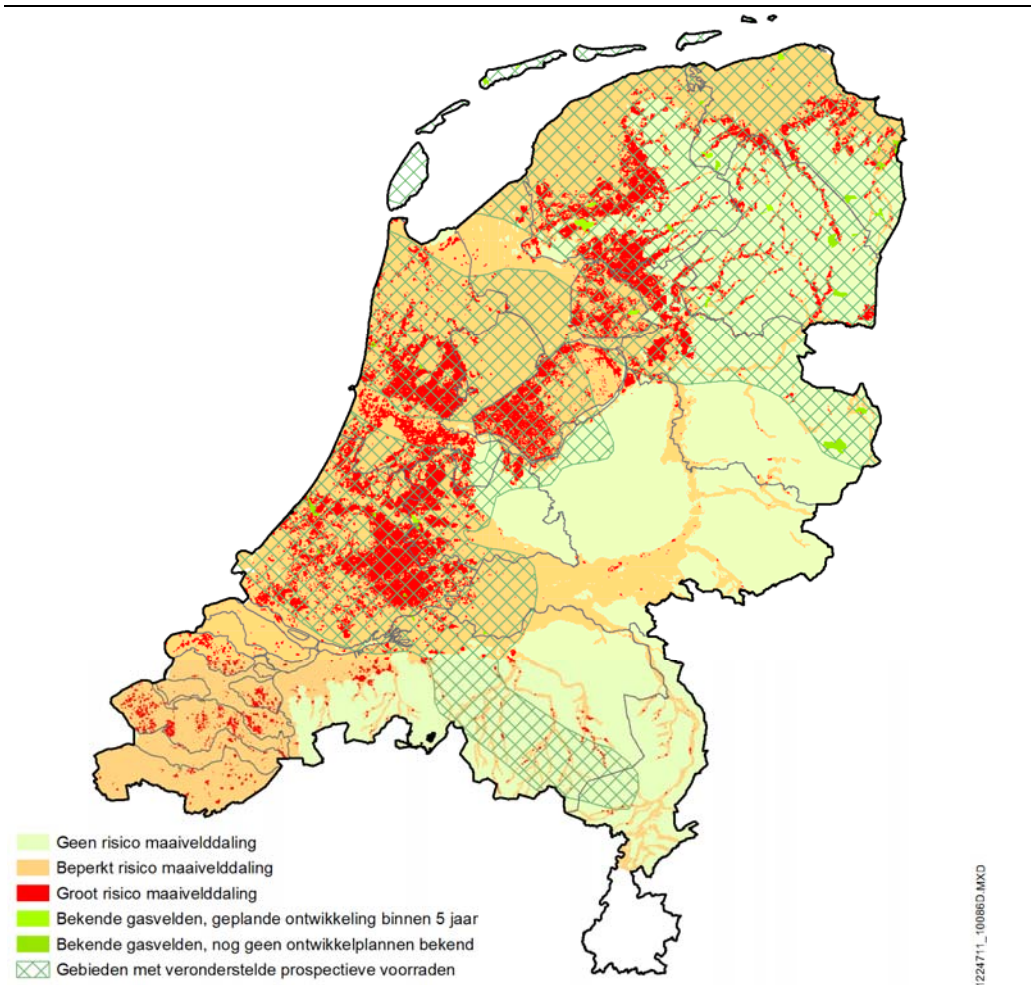 Geen risico maaivelddaling
Beperkt risico maaivelddaling
Groot risico maaivelddaling
Bekende gasvelden, geplande ontwikkeling binnen 5 jaar
Bekende gasvelden, nog geen ontwikkelplannen bekend
Gebieden met veronderstelde prospectieve voorraden
1224711_10086D.MXD